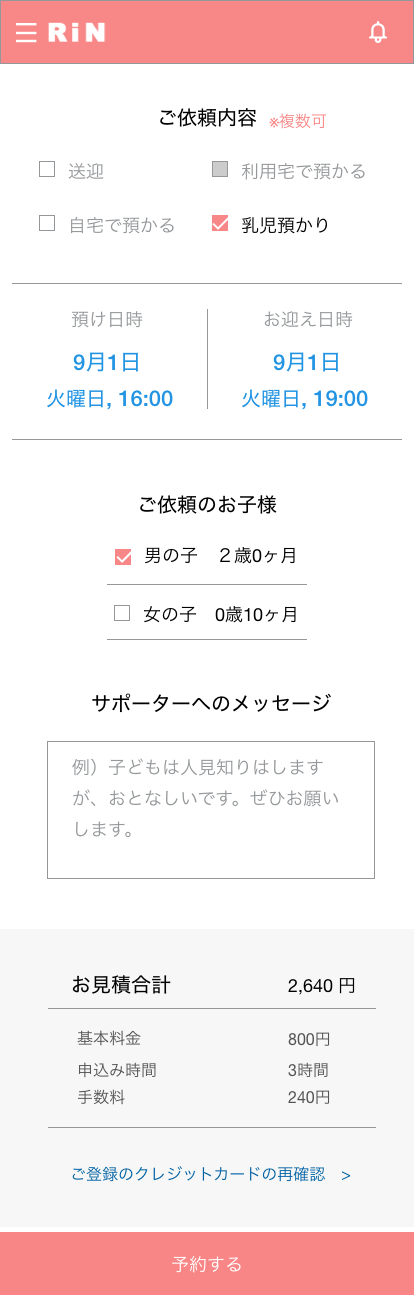 RiN
ご依頼内容 ※複数可
送迎 利用宅で預かる
自宅で預かる 乳児預かり
預け日時 お迎え日時
9月1日 9月1日
火曜日, 16:00 火曜日, 19:00
ご依頼のお子様
男の子　２歳0ヶ月
女の子　0歳10ヶ月
サポーターへのメッセージ
例）子どもは人見知りはします
が、おとなしいです。ぜひお願い
します。
お見積合計 2,640 円
基本料金 800円
申込み時間 3時間
手数料 240円
ご登録のクレジットカードの再確認　>
予約する